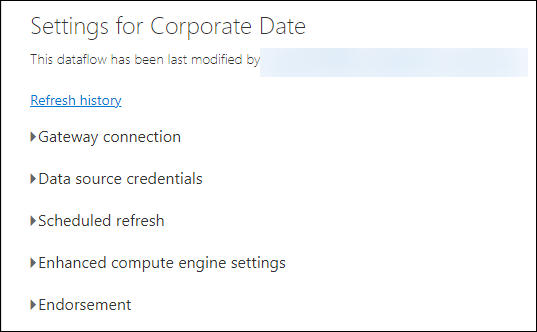 Settings for Corporate Date
This dataflow has been last modified by
Refresh history
Gateway connection
Data source credentials
Scheduled refresh
Enhanced compute engine settings
Endorsement